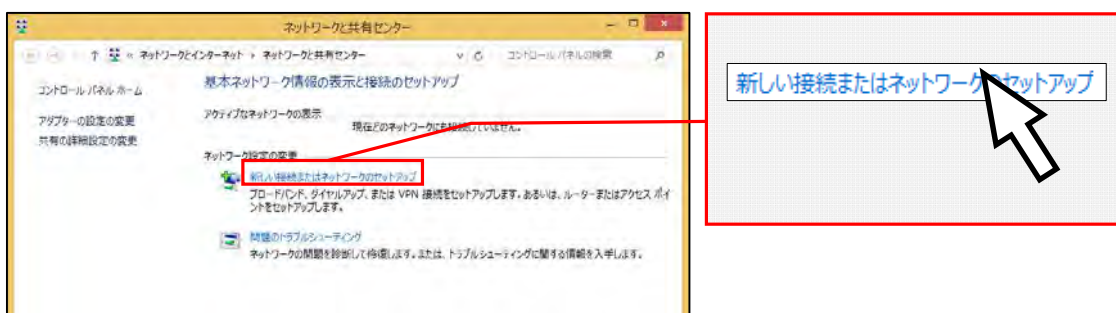 ネットワークと共有センター
↑ « ネットワークとインターネット › ネットワークと共有センター
コントロール パネルの検索
コントロール パネル ホーム
アダプターの設定の変更
共有の詳細設定の変更
基本ネットワーク情報の表示と接続のセットアップ
アクティブなネットワークの表示
現在どのネットワークにも接続していません。
ネットワーク設定の変更
新しい接続またはネットワークのセットアップ
ブロードバンド、ダイヤルアップ、または VPN 接続をセットアップします。あるいは、ルーターまたはアクセス ポイ
ントをセットアップします。
問題のトラブルシューティング
ネットワークの問題を診断して修復します。または、トラブルシューティングに関する情報を入手します。
新しい接続またはネットワークのセットアップ